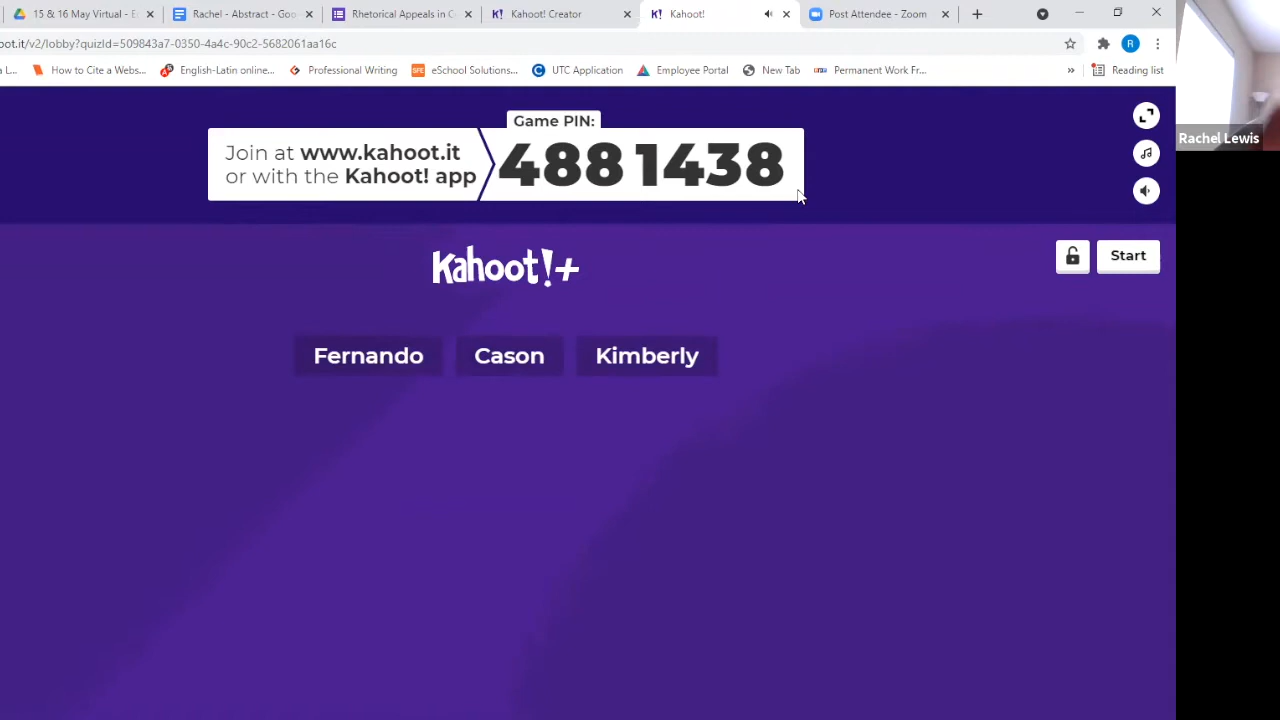 15 & 16 May Virtual - E
Rachel - Abstract - Goo
Rhetorical Appeals in C
Kahoot! Creator
Kahoot!
Post Attendee - Zoom
oot.it/v2/lobby?quizId=509843a7-0350-4a4c-90c2-5682061aa16c
R
a L...
How to Cite a Webs...
English-Latin online...
Professional Writing
eSchool Solutions...
UTC Application
Employee Portal
New Tab
Permanent Work Fr...
»
Reading list
Rachel Lewis
Game PIN:
Join at www.kahoot.it
or with the Kahoot! app
488 1438
Kahoot!+
Start
Fernando Cason Kimberly